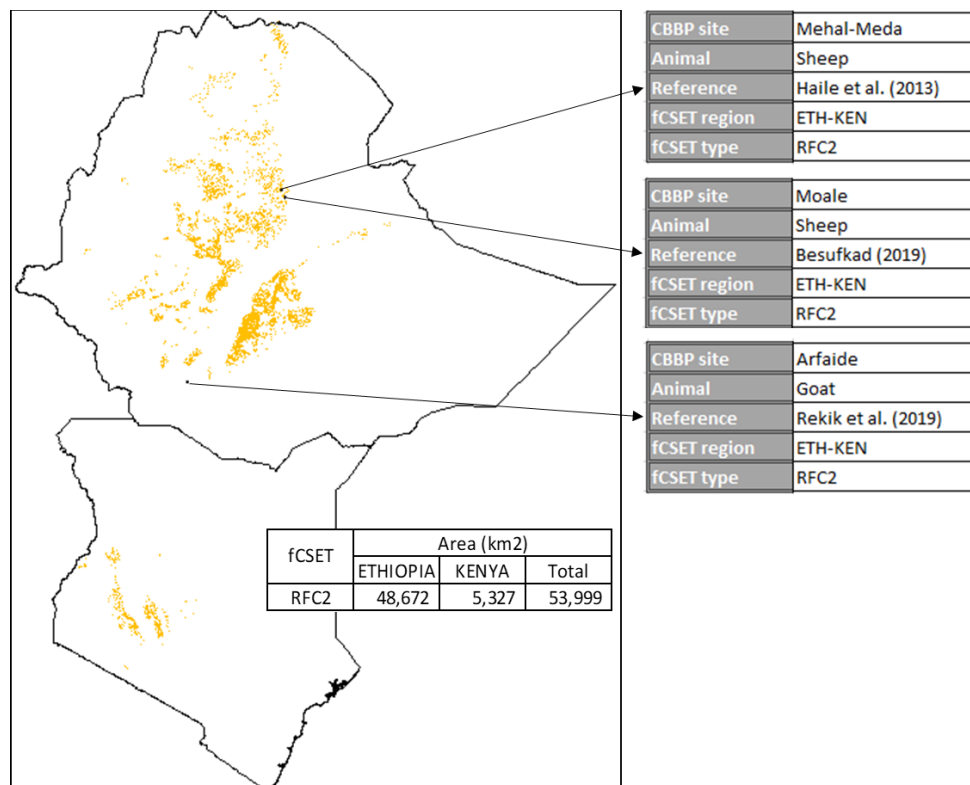 CBBP site Mehal-Meda
Animal Sheep
Reference Haile et al. (2013)
fCSET region ETH-KEN
fCSET type RFC2
CBBP site Moale
Animal Sheep
Reference Besufkad (2019)
fCSET region ETH-KEN
fCSET type RFC2
CBBP site Arfaide
Animal Goat
Reference Rekik et al. (2019)
fCSET region ETH-KEN
fCSET type RFC2
fCSET Area (km2)
ETHIOPIA KENYA Total
RFC2 48,672 5,327 53,999